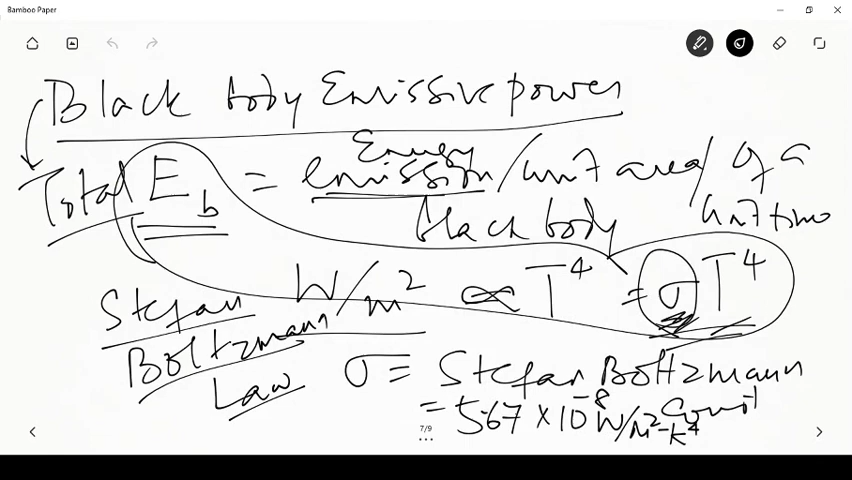 Bamboo Paper
Black body Emissive power
Total E_b = Energy emission/unit area/ of a
black body unit time
W/m² ∝ T⁴ = σT⁴
Stefan
Boltzmann
Law
σ = Stefan Boltzmann
Const
= 5.67 × 10⁻⁸ W/m²-k⁴
7/9